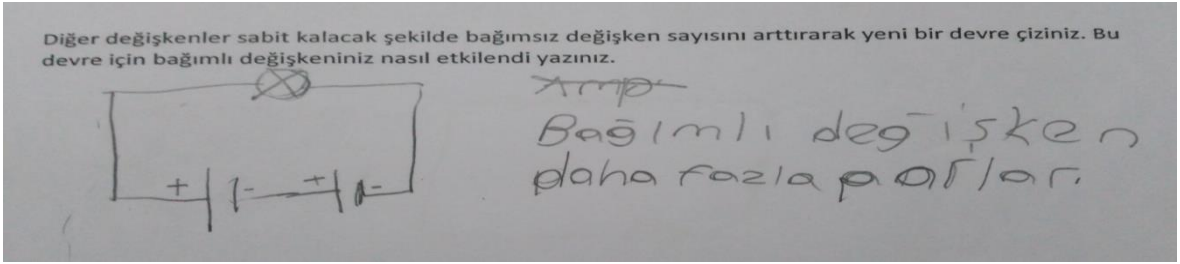 Diğer değişkenler sabit kalacak şekilde bağımsız değişken sayısını arttırarak yeni bir devre çiziniz. Bu
devre için bağımlı değişkeniniz nasıl etkilendi yazınız.
Amp
Bağımlı değişken
daha fazla parlar.
+ - + -